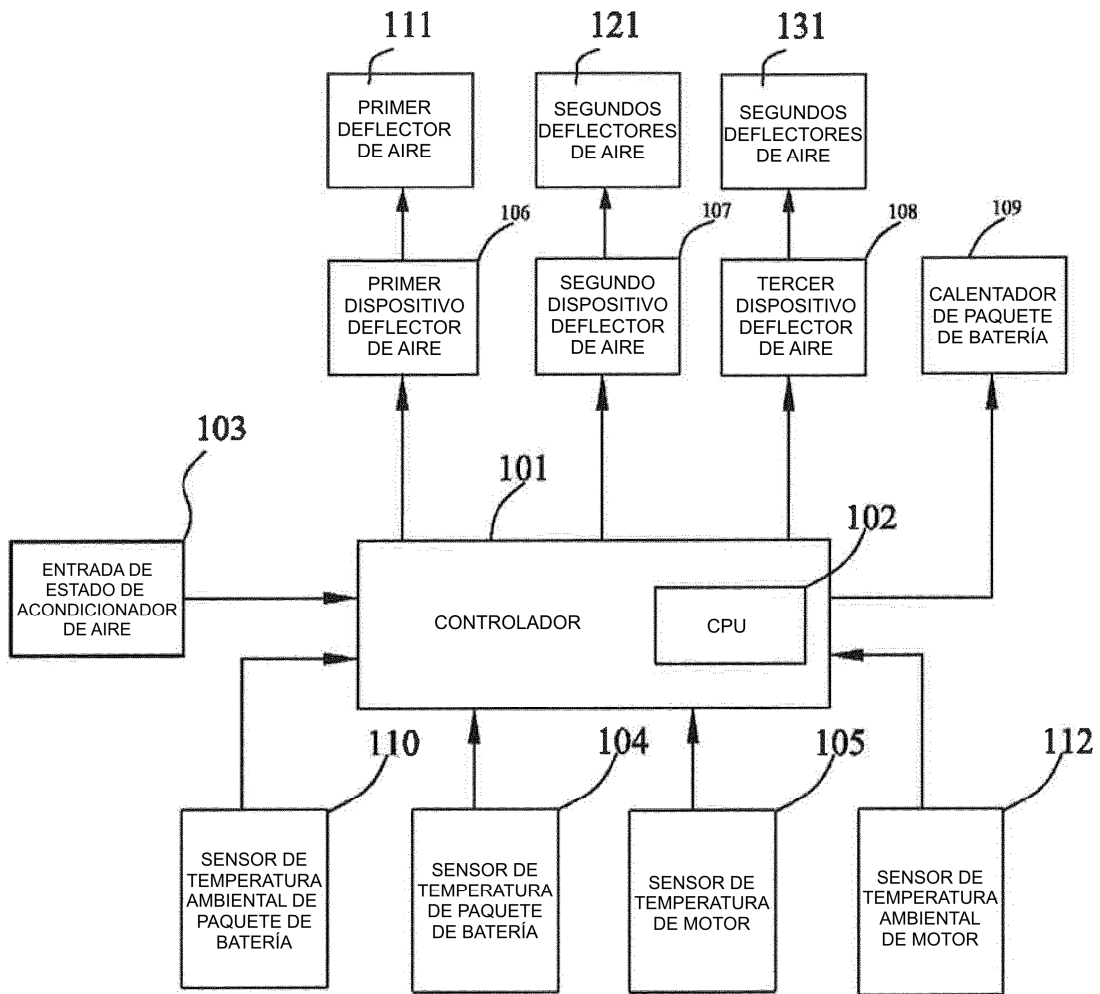 111
121
131
PRIMER
DEFLECTOR
DE AIRE
SEGUNDOS
DEFLECTORES
DE AIRE
SEGUNDOS
DEFLECTORES
DE AIRE
106
107
108
109
PRIMER
DISPOSITIVO
DEFLECTOR
DE AIRE
SEGUNDO
DISPOSITIVO
DEFLECTOR
DE AIRE
TERCER
DISPOSITIVO
DEFLECTOR
DE AIRE
CALENTADOR
DE PAQUETE
DE BATERÍA
103
101
102
ENTRADA DE
ESTADO DE
ACONDICIONADOR
DE AIRE
CONTROLADOR
CPU
110
104
105
112
SENSOR DE
TEMPERATURA
AMBIENTAL DE
PAQUETE DE
BATERÍA
SENSOR DE
TEMPERATURA
DE PAQUETE DE
BATERÍA
SENSOR DE
TEMPERATURA
DE MOTOR
SENSOR DE
TEMPERATURA
AMBIENTAL
DE MOTOR